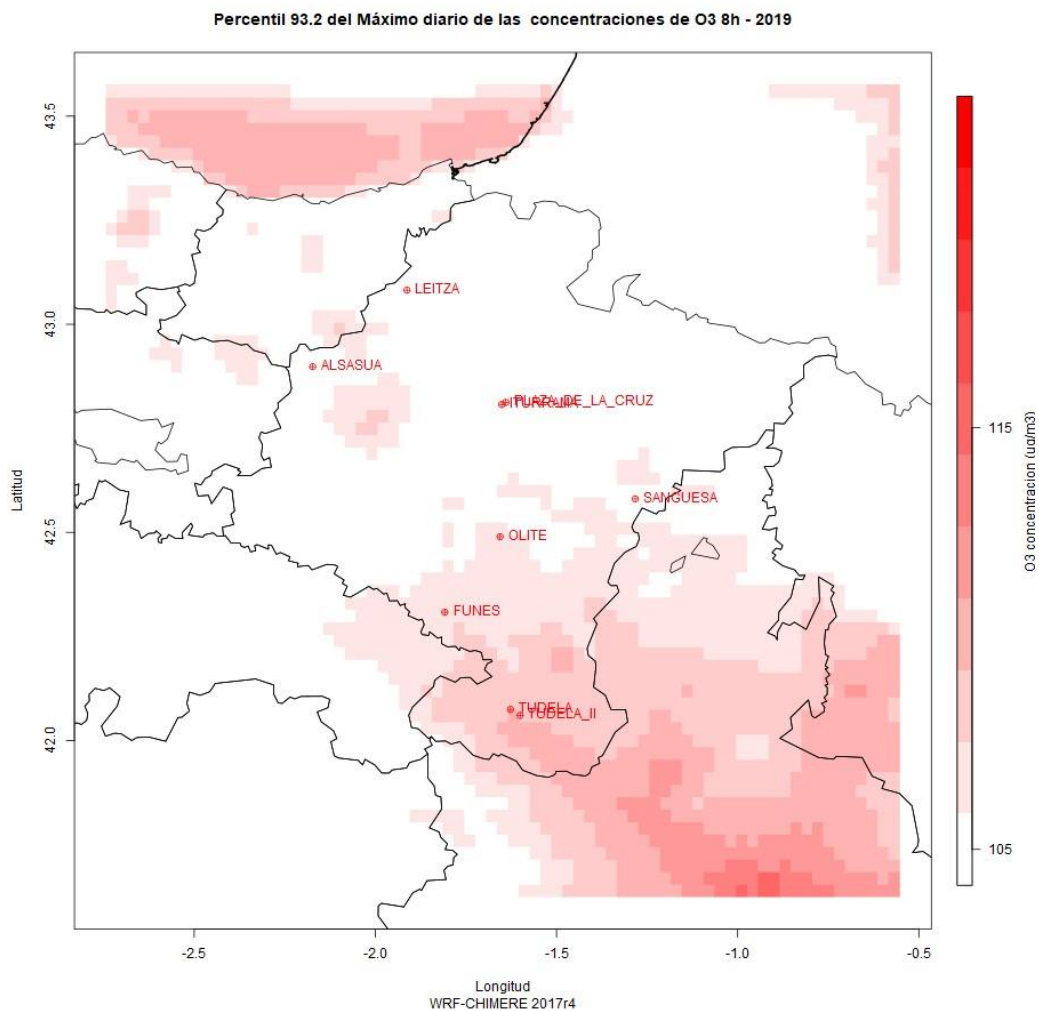 Percentil 93.2 del Máximo diario de las concentraciones de O3 8h - 2019
43.5
43.0
42.5
42.0
Latitud
LEITZA
ALSASUA
PLAZA_DE_LA_CRUZ
ITURRAMA
SANGUESA
OLITE
FUNES
TUDELA
TUDELA_II
115
105
O3 concentracion (ug/m3)
-2.5 -2.0 -1.5 -1.0 -0.5
Longitud
WRF-CHIMERE 2017r4